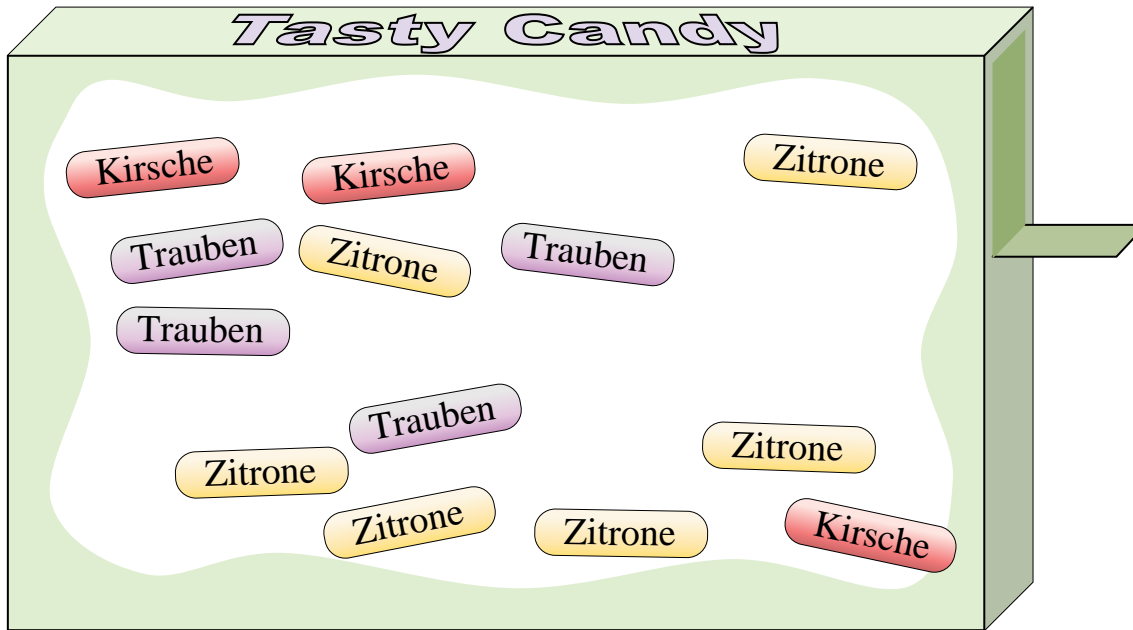 Tasty Candy
Kirsche
Kirsche
Zitrone
Trauben
Zitrone
Trauben
Trauben
Trauben
Zitrone
Zitrone
Zitrone
Zitrone
Kirsche